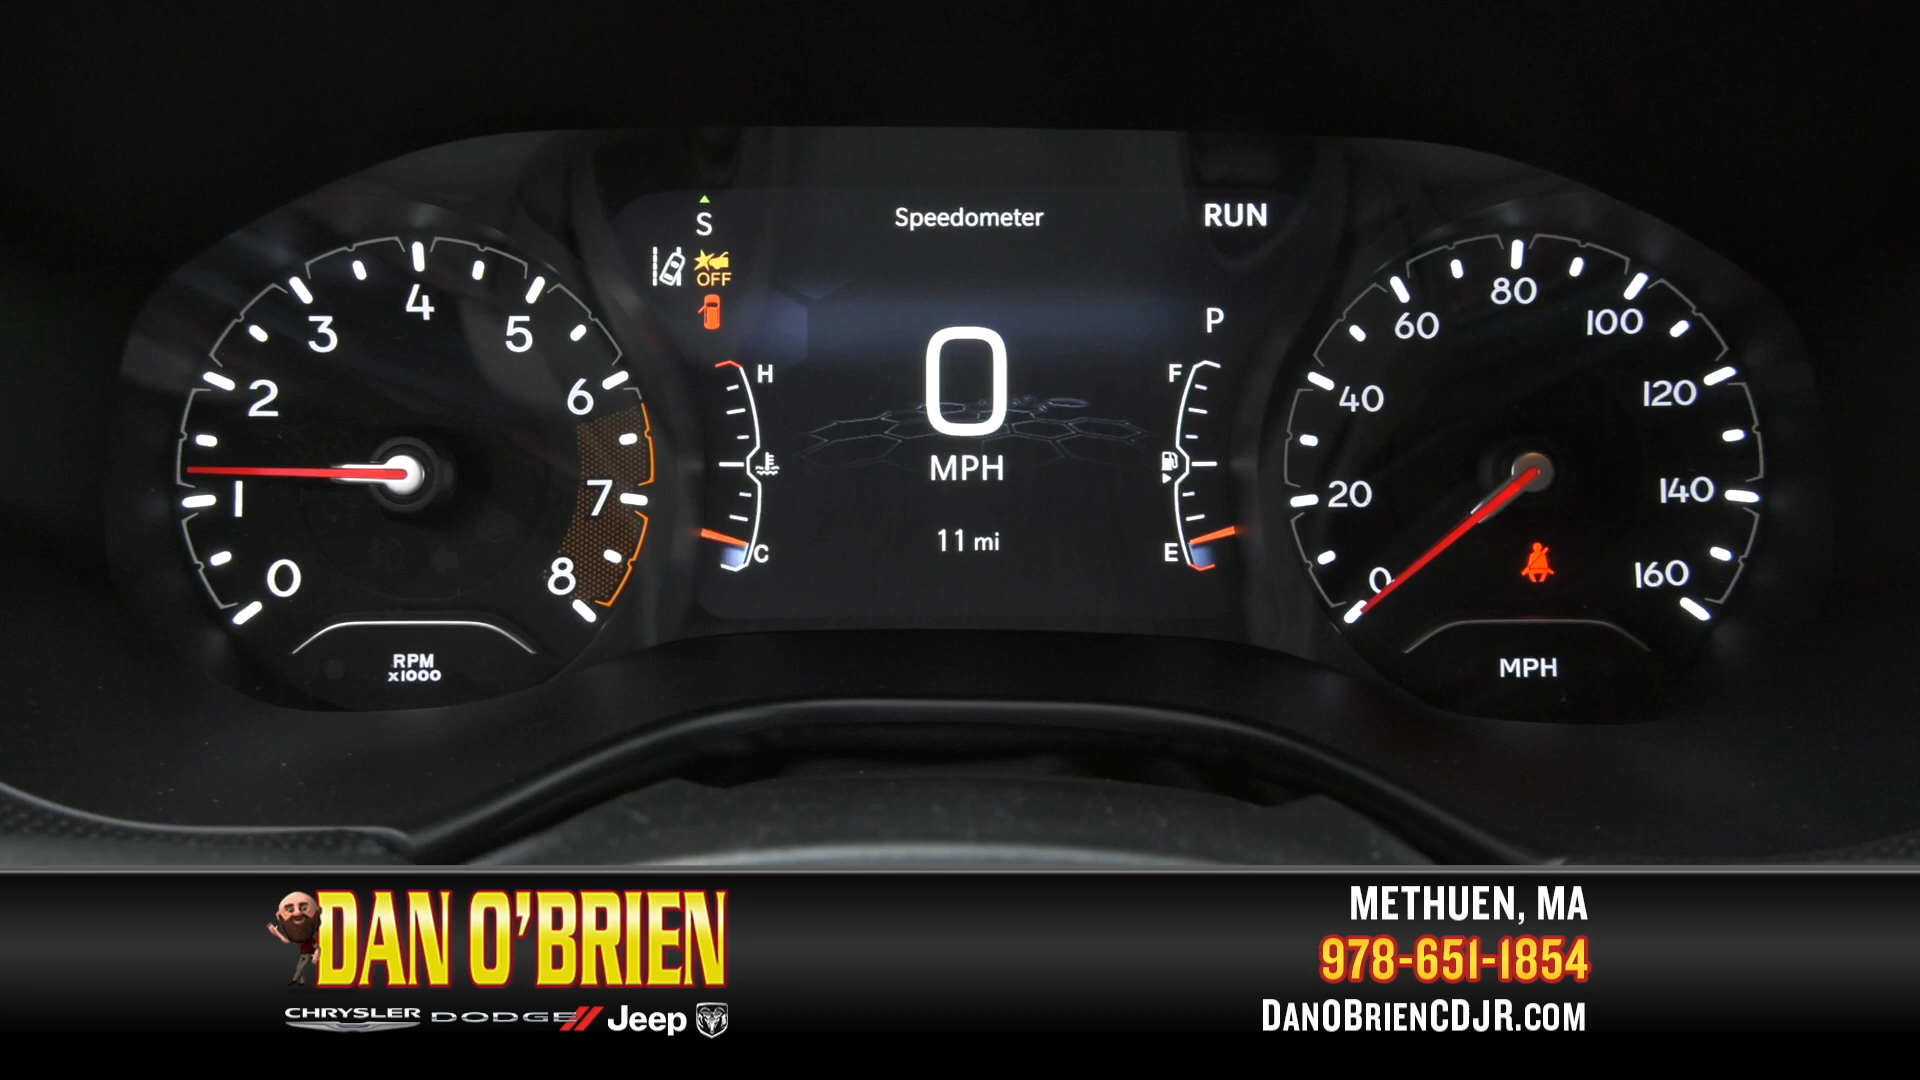 S
Speedometer
RUN
OFF
P
0
MPH
11 mi
H
C
F
E
0
1
2
3
4
5
6
7
8
RPM
x1000
0
20
40
60
80
100
120
140
160
MPH
DAN O'BRIEN
CHRYSLER DODGE Jeep
METHUEN, MA
978-651-1854
DANOBRIENCDJR.COM